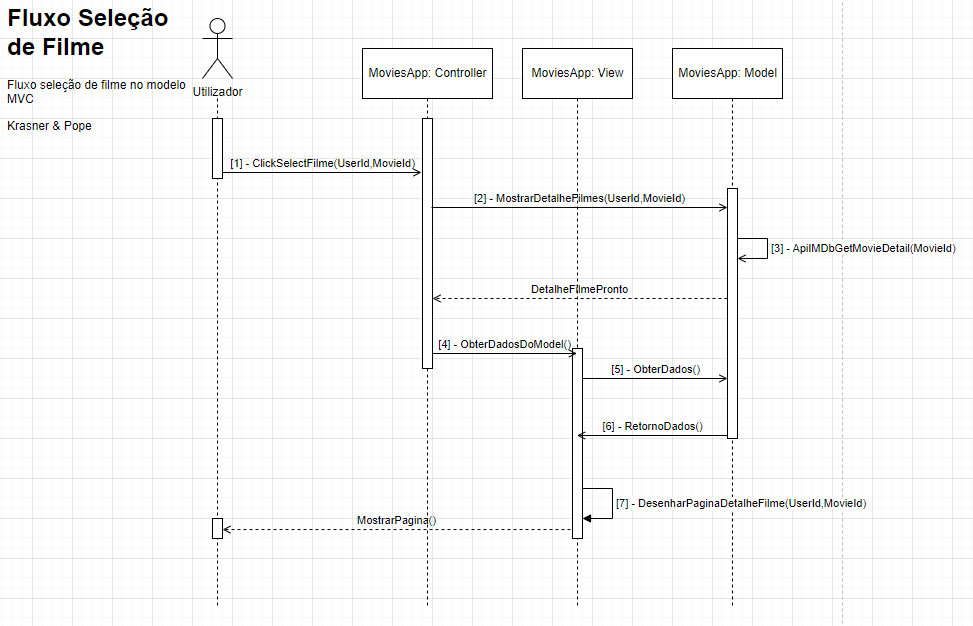 Fluxo Seleção
de Filme
Fluxo seleção de filme no modelo
MVC
Krasner & Pope
Utilizador
MoviesApp: Controller
MoviesApp: View
MoviesApp: Model
[1] - ClickSelectFilme(UserId,MovieId)
[2] - MostrarDetalheFilmes(UserId,MovieId)
[3] - ApiIMDbGetMovieDetail(MovieId)
DetalheFilmePronto
[4] - ObterDadosDoModel()
[5] - ObterDados()
[6] - RetornoDados()
[7] - DesenharPaginaDetalheFilme(UserId,MovieId)
MostrarPagina()